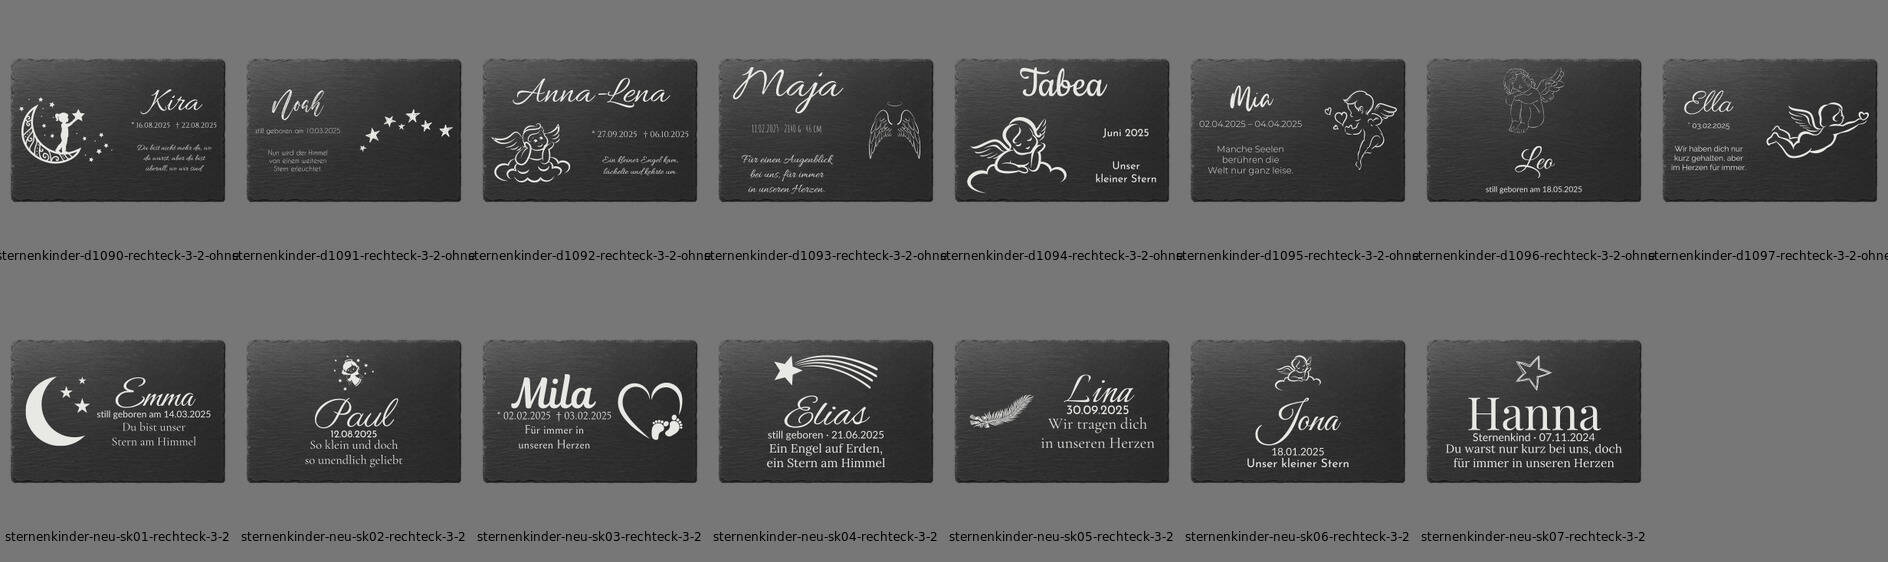 Kira
* 16.08.2025 † 22.08.2025
Du bist nicht mehr da, wo
du warst, aber du bist
überall, wo wir sind
Noah
still geboren am 10.03.2025
Nun wird der Himmel
von einem weiteren
Stern erleuchtet.
Anna-Lena
* 27.09.2025 † 06.10.2025
Ein kleiner Engel kam,
lächelte und kehrte um.
Maja
11.02.2025 · 2140 g · 46 cm
Für einen Augenblick
bei uns, für immer
in unseren Herzen.
Tabea
Juni 2025
Unser
kleiner Stern
Mia
02.04.2025 – 04.04.2025
Manche Seelen
berühren die
Welt nur ganz leise.
Leo
still geboren am 18.05.2025
Ella
* 03.02.2025
Wir haben dich nur
kurz gehalten, aber
im Herzen für immer.
sternenkinder-d1090-rechteck-3-2-ohne
sternenkinder-d1091-rechteck-3-2-ohne
sternenkinder-d1092-rechteck-3-2-ohne
sternenkinder-d1093-rechteck-3-2-ohne
sternenkinder-d1094-rechteck-3-2-ohne
sternenkinder-d1095-rechteck-3-2-ohne
sternenkinder-d1096-rechteck-3-2-ohne
sternenkinder-d1097-rechteck-3-2-ohne
Emma
still geboren am 14.03.2025
Du bist unser
Stern am Himmel
Paul
12.08.2025
So klein und doch
so unendlich geliebt
Mila
* 02.02.2025 † 03.02.2025
Für immer in
unseren Herzen
Elias
still geboren · 21.06.2025
Ein Engel auf Erden,
ein Stern am Himmel
Lina
30.09.2025
Wir tragen dich
in unseren Herzen
Jona
18.01.2025
Unser kleiner Stern
Hanna
Sternenkind · 07.11.2024
Du warst nur kurz bei uns, doch
für immer in unseren Herzen
sternenkinder-neu-sk01-rechteck-3-2
sternenkinder-neu-sk02-rechteck-3-2
sternenkinder-neu-sk03-rechteck-3-2
sternenkinder-neu-sk04-rechteck-3-2
sternenkinder-neu-sk05-rechteck-3-2
sternenkinder-neu-sk06-rechteck-3-2
sternenkinder-neu-sk07-rechteck-3-2